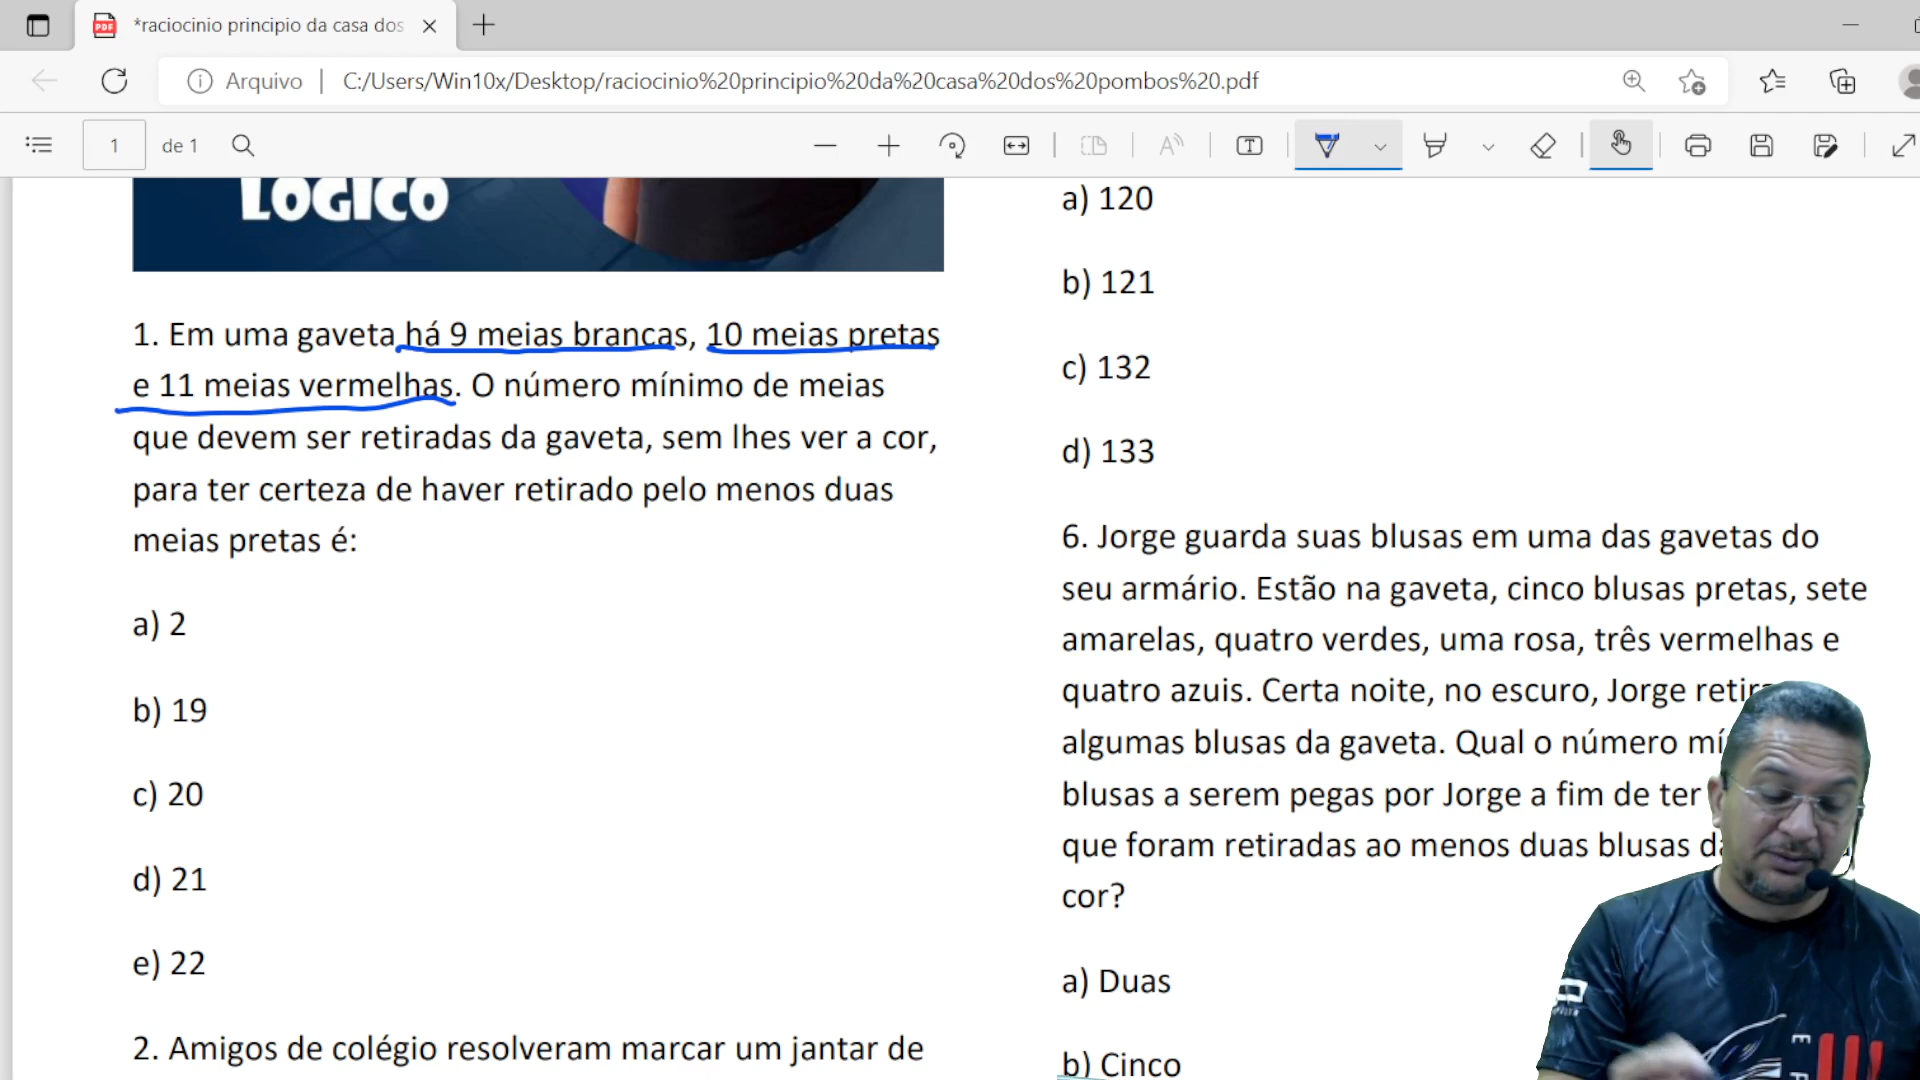 *raciocinio principio da casa dos
Arquivo
C:/Users/Win10x/Desktop/raciocinio%20principio%20da%20casa%20dos%20pombos%20.pdf
1 de 1
LOGICO
1. Em uma gaveta há 9 meias brancas, 10 meias pretas
e 11 meias vermelhas. O número mínimo de meias
que devem ser retiradas da gaveta, sem lhes ver a cor,
para ter certeza de haver retirado pelo menos duas
meias pretas é:
a) 2
b) 19
c) 20
d) 21
e) 22
2. Amigos de colégio resolveram marcar um jantar de
a) 120
b) 121
c) 132
d) 133
6. Jorge guarda suas blusas em uma das gavetas do
seu armário. Estão na gaveta, cinco blusas pretas, sete
amarelas, quatro verdes, uma rosa, três vermelhas e
quatro azuis. Certa noite, no escuro, Jorge
algumas blusas da gaveta. Qual o número
blusas a serem pegas por Jorge a fim de ter
que foram retiradas ao menos duas blusas
cor?
a) Duas
b) Cinco